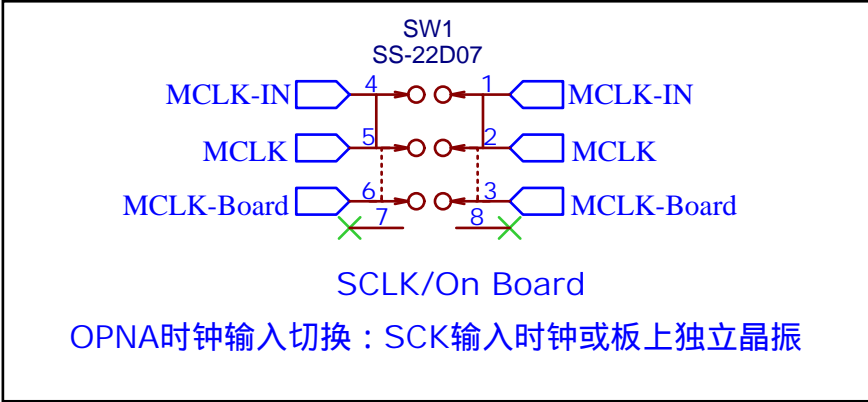 SW1
SS-22D07
MCLK-IN 4 1 MCLK-IN
MCLK 5 2 MCLK
MCLK-Board 6 3 MCLK-Board
7 8
SCLK/On Board
OPNA时钟输入切换：SCK输入时钟或板上独立晶振